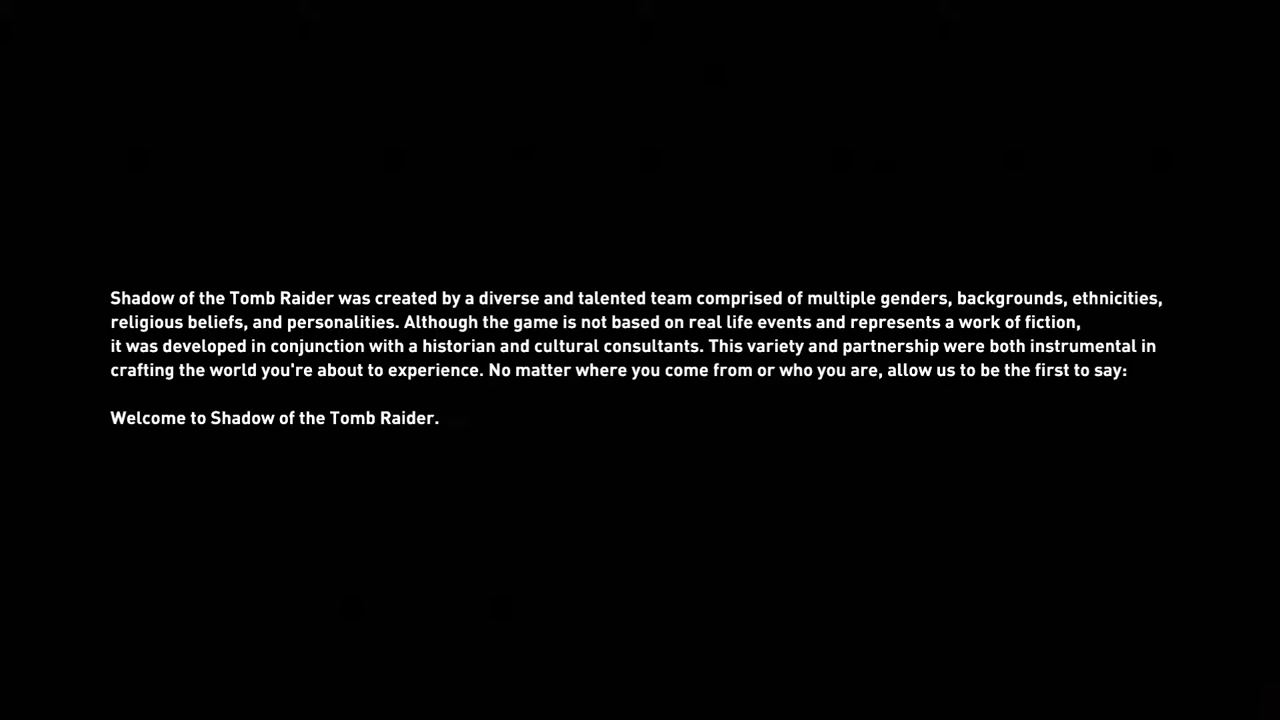 Shadow of the Tomb Raider was created by a diverse and talented team comprised of multiple genders, backgrounds, ethnicities,
religious beliefs, and personalities. Although the game is not based on real life events and represents a work of fiction,
it was developed in conjunction with a historian and cultural consultants. This variety and partnership were both instrumental in
crafting the world you're about to experience. No matter where you come from or who you are, allow us to be the first to say:
Welcome to Shadow of the Tomb Raider.